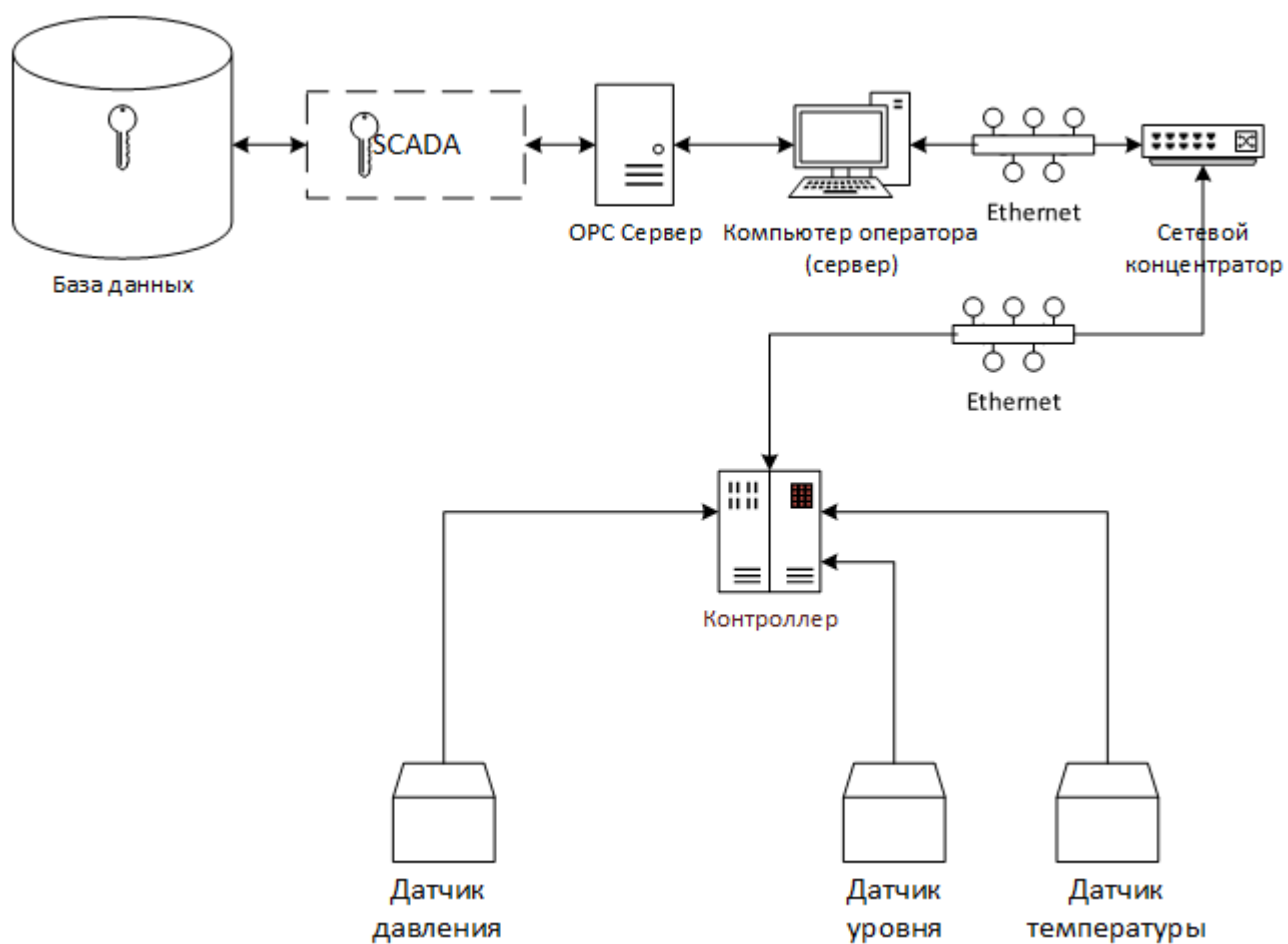 SCADA
OPC Сервер
Компьютер оператора
(сервер)
Ethernet
Сетевой
концентратор
База данных
Ethernet
Контроллер
Датчик
давления
Датчик
уровня
Датчик
температуры